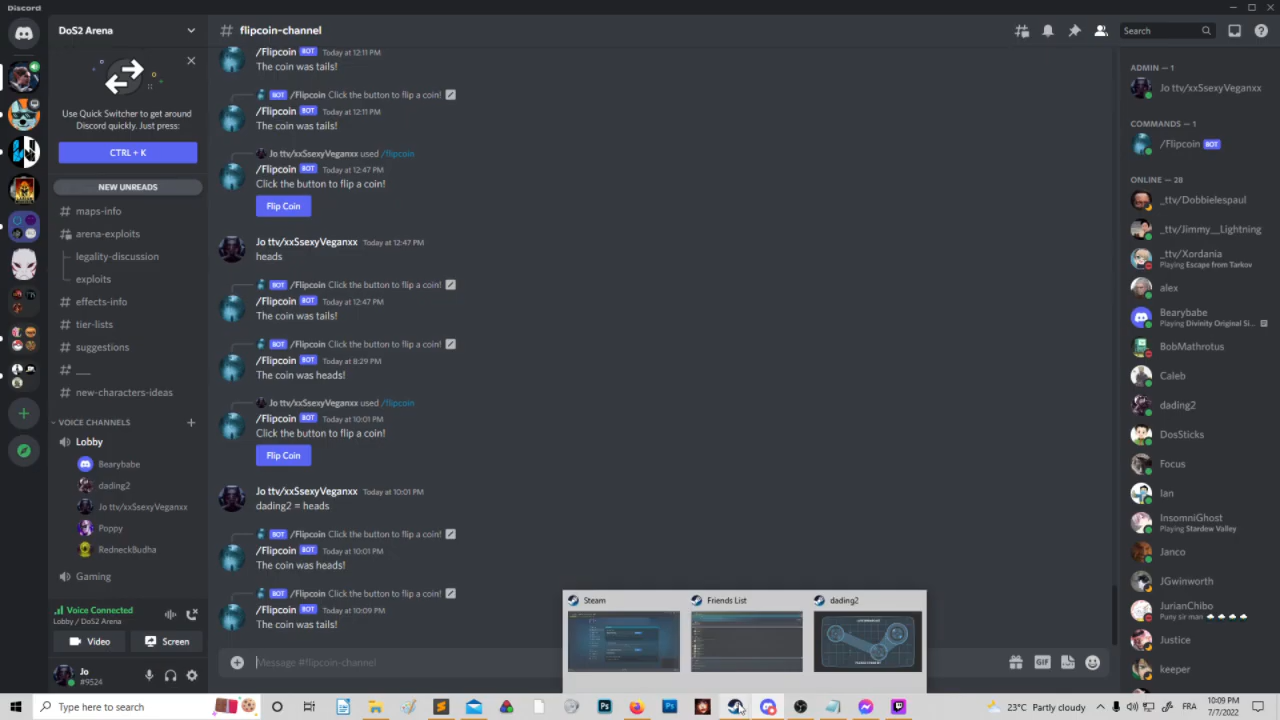 Discord
DoS2 Arena
Use Quick Switcher to get around
Discord quickly. Just press:
CTRL + K
NEW UNREADS
maps-info
arena-exploits
legality-discussion
exploits
effects-info
tier-lists
suggestions
___
new-characters-ideas
VOICE CHANNELS
Lobby
Bearybabe
dading2
Jo ttv/xxSsexyVeganxx
Poppy
RedneckBudha
Gaming
Voice Connected
Lobby / DoS2 Arena
Video
Screen
Jo
#9524
# flipcoin-channel
/Flipcoin BOT Today at 12:11 PM
The coin was tails!
BOT /Flipcoin Click the button to flip a coin!
/Flipcoin BOT Today at 12:11 PM
The coin was tails!
Jo ttv/xxSsexyVeganxx used /flipcoin
/Flipcoin BOT Today at 12:47 PM
Click the button to flip a coin!
Flip Coin
Jo ttv/xxSsexyVeganxx Today at 12:47 PM
heads
BOT /Flipcoin Click the button to flip a coin!
/Flipcoin BOT Today at 12:47 PM
The coin was tails!
BOT /Flipcoin Click the button to flip a coin!
/Flipcoin BOT Today at 8:29 PM
The coin was heads!
Jo ttv/xxSsexyVeganxx used /flipcoin
/Flipcoin BOT Today at 10:01 PM
Click the button to flip a coin!
Flip Coin
Jo ttv/xxSsexyVeganxx Today at 10:01 PM
dading2 = heads
BOT /Flipcoin Click the button to flip a coin!
/Flipcoin BOT Today at 10:01 PM
The coin was heads!
BOT /Flipcoin Click the button to flip a coin!
/Flipcoin BOT Today at 10:09 PM
The coin was tails!
Message #flipcoin-channel
GIF
Steam
Friends List
dading2
Search
ADMIN — 1
Jo ttv/xxSsexyVeganxx
COMMANDS — 1
/Flipcoin BOT
ONLINE — 28
_ttv/Dobbielespaul
_ttv/Jimmy__Lightning
_ttv/Xordania
Playing Escape from Tarkov
alex
Bearybabe
Playing Divinity Original Si...
BobMathrotus
Caleb
dading2
DosSticks
Focus
Ian
InsomniGhost
Playing Stardew Valley
Janco
JGwinworth
JurianChibo
Puny sir man
Justice
keeper
Type here to search
23°C Partly cloudy
FRA
10:09 PM
7/7/2022